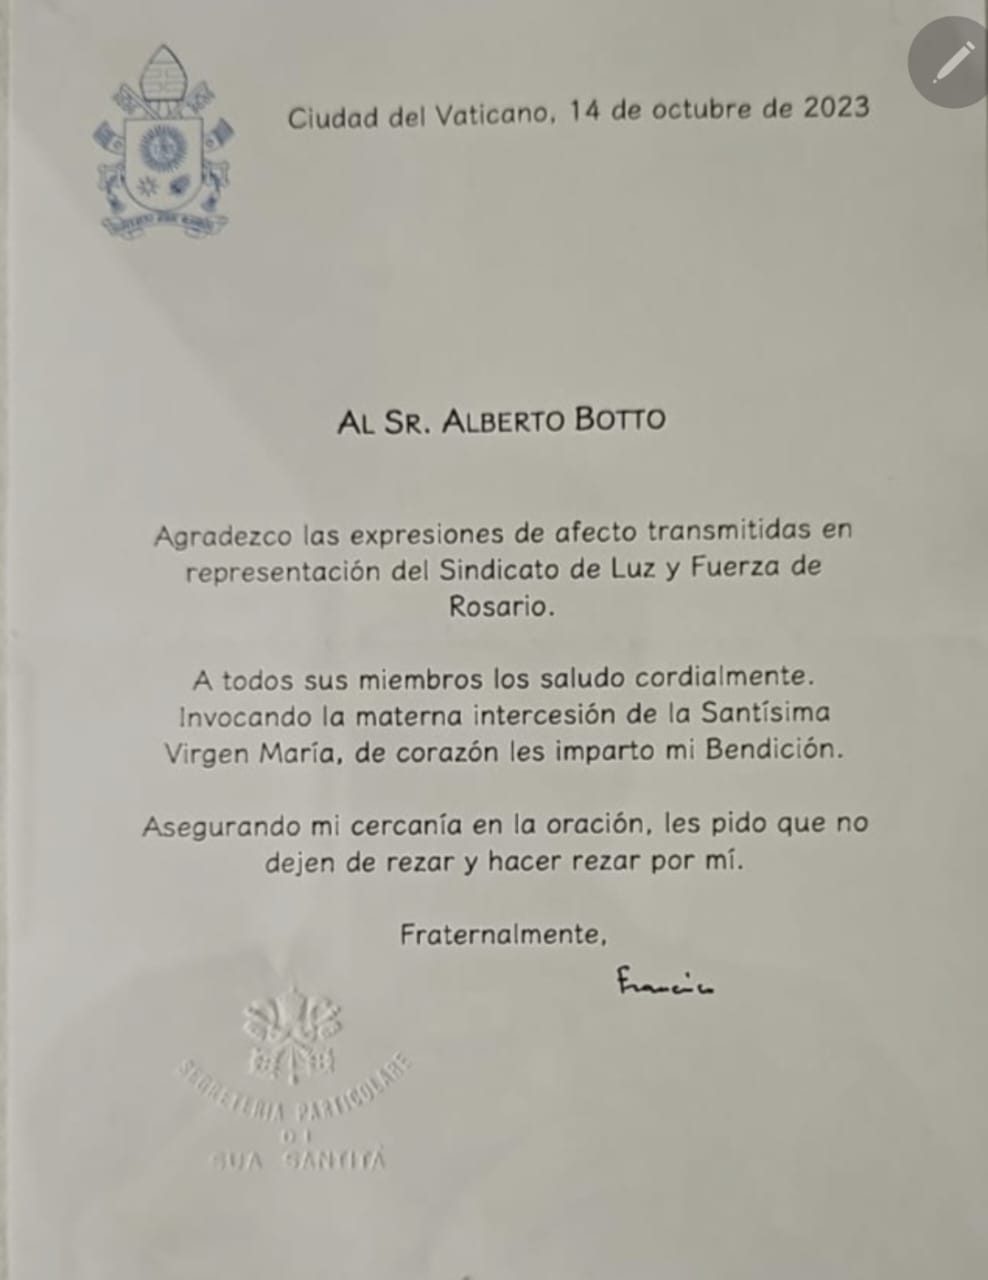 Ciudad del Vaticano, 14 de octubre de 2023
AL SR. ALBERTO BOTTO
Agradezco las expresiones de afecto transmitidas en
representación del Sindicato de Luz y Fuerza de
Rosario.
A todos sus miembros los saludo cordialmente.
Invocando la materna intercesión de la Santísima
Virgen María, de corazón les imparto mi Bendición.
Asegurando mi cercanía en la oración, les pido que no
dejen de rezar y hacer rezar por mí.
Fraternalmente,
Francisco
SEGRETERIA PARTICOLARE
DI
SUA SANTITÀ